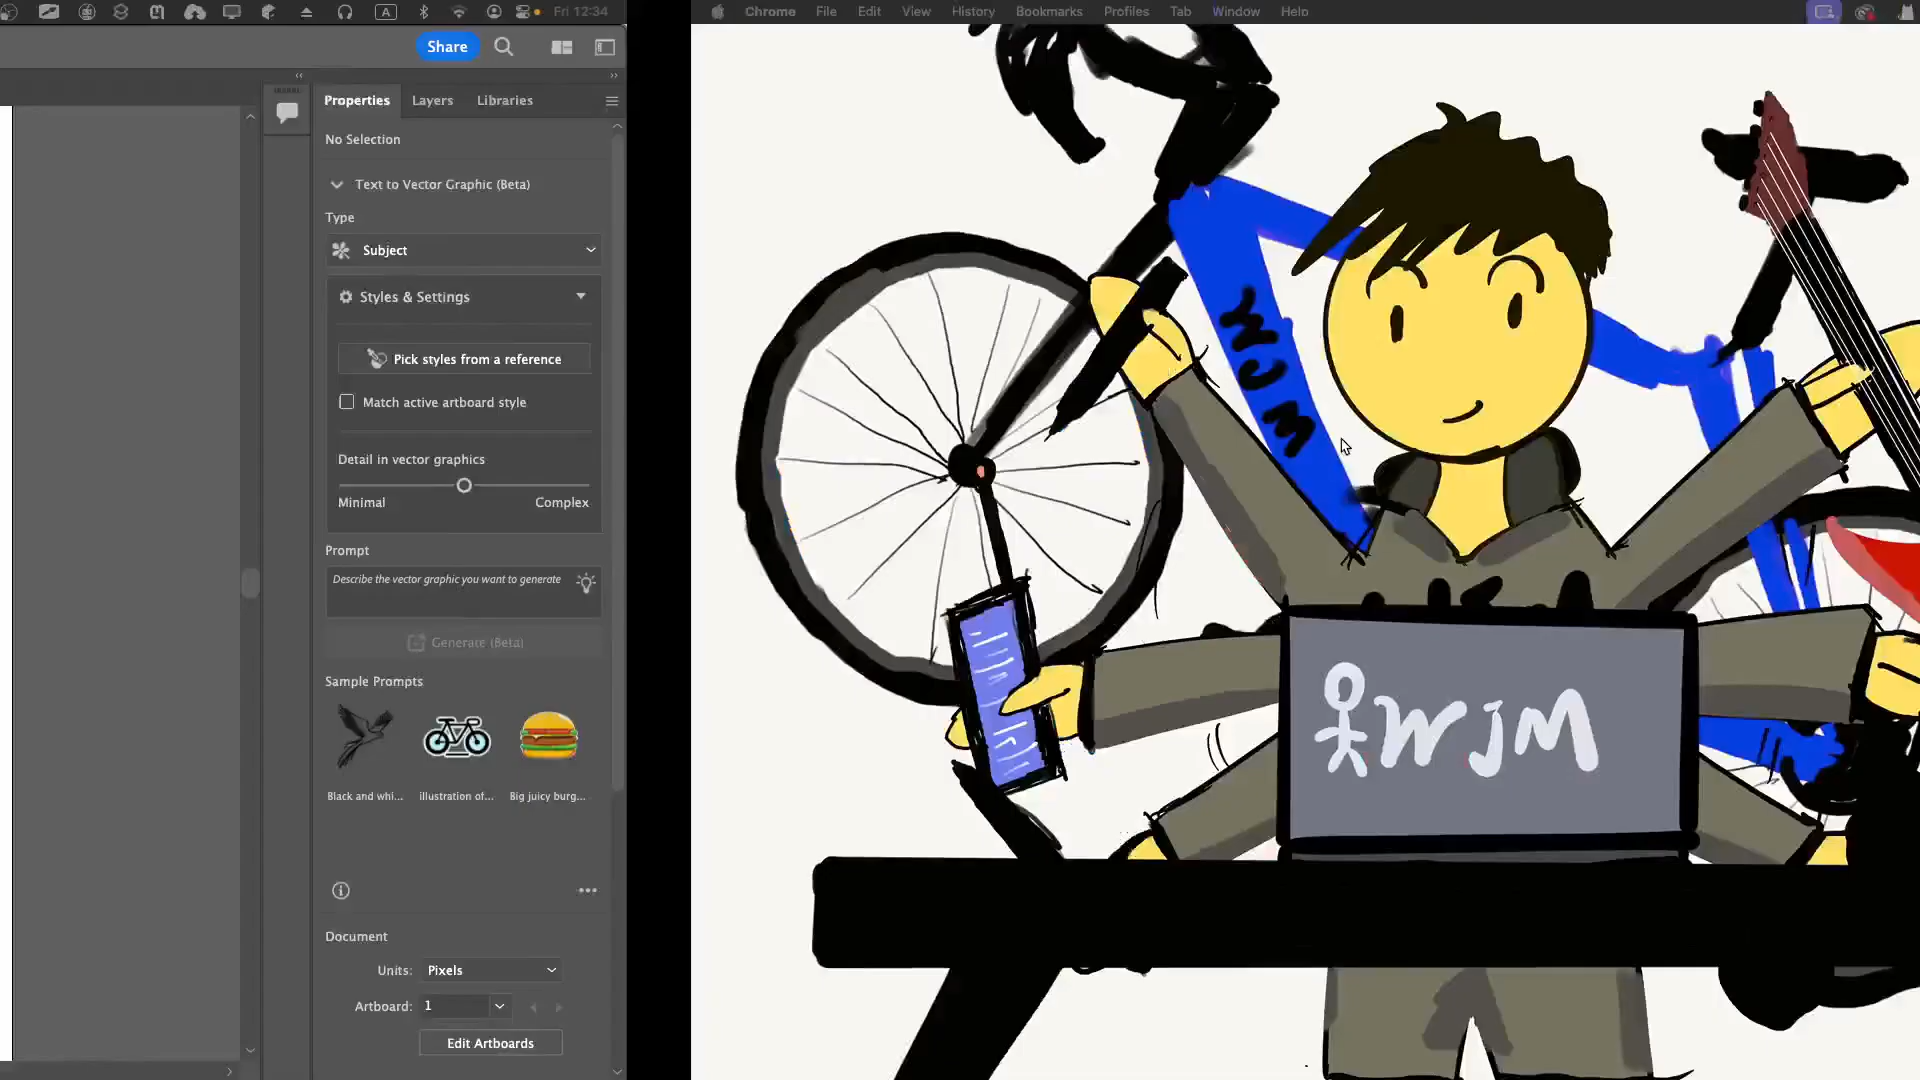 A
Fri 12:34
Chrome File Edit View History Bookmarks Profiles Tab Window Help
Share
Properties Layers Libraries
No Selection
Text to Vector Graphic (Beta)
Type
Subject
Styles & Settings
Pick styles from a reference
Match active artboard style
Detail in vector graphics
Minimal Complex
Prompt
Describe the vector graphic you want to generate
Generate (Beta)
Sample Prompts
Black and whi... illustration of... Big juicy burg...
Document
Units: Pixels
Artboard: 1
Edit Artboards
WJM
WJM